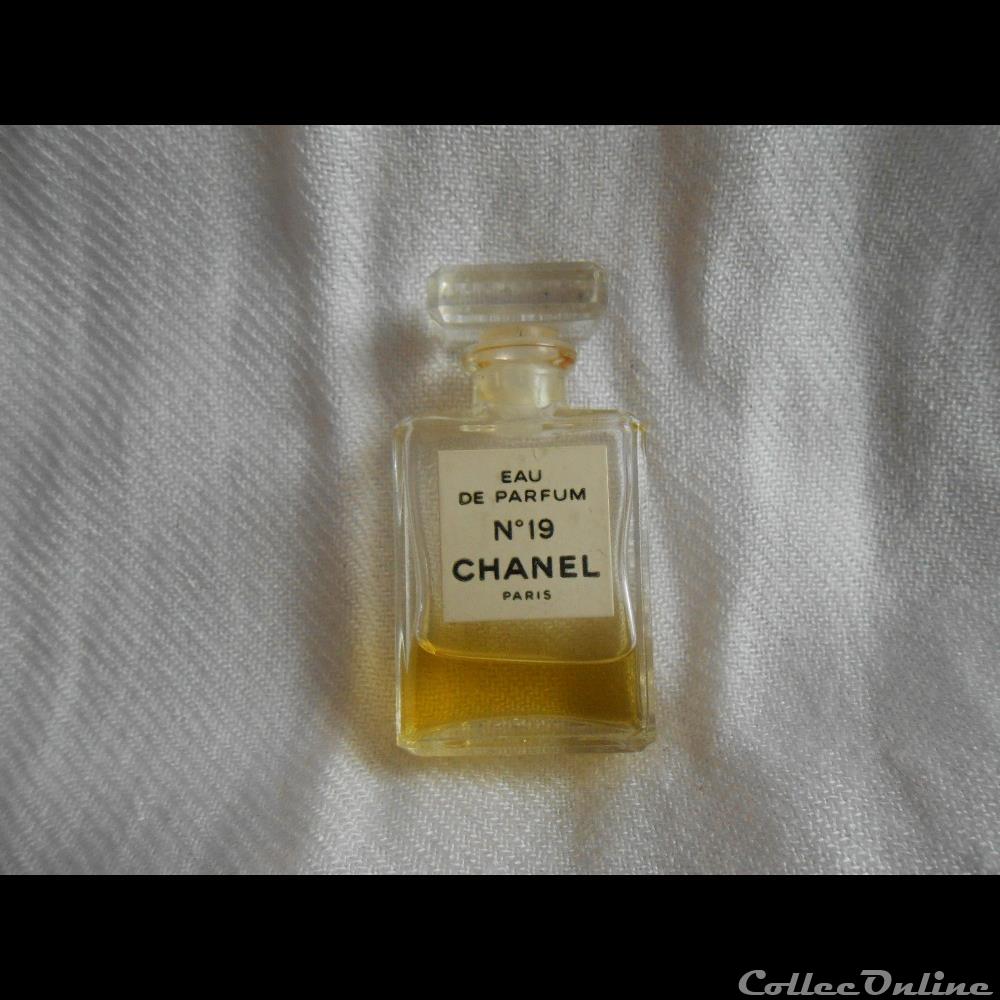 EAU
DE PARFUM
N°19
CHANEL
PARIS
CollecOnline